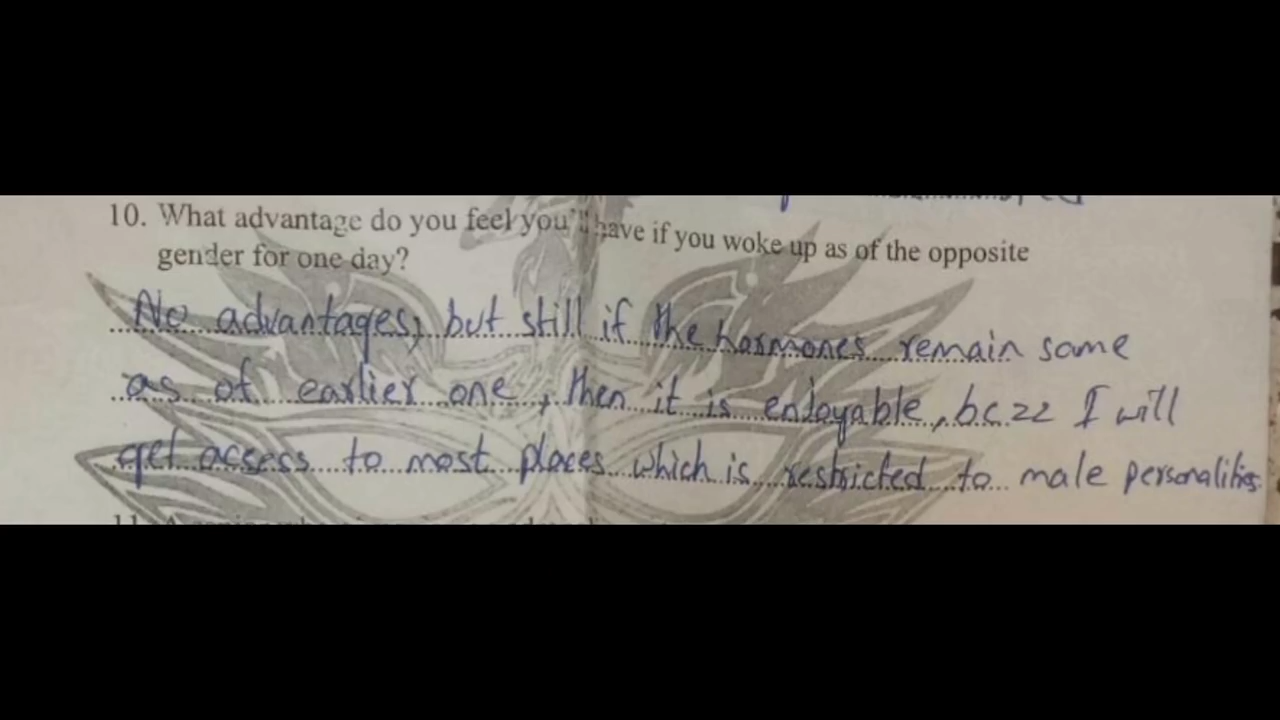 10. What advantage do you feel you'll have if you woke up as of the opposite
gender for one day?
No advantages, but still if the hormones remain same
as of earlier one, then it is enjoyable, bc22 I will
get access to most places which is restricted to male personalities.